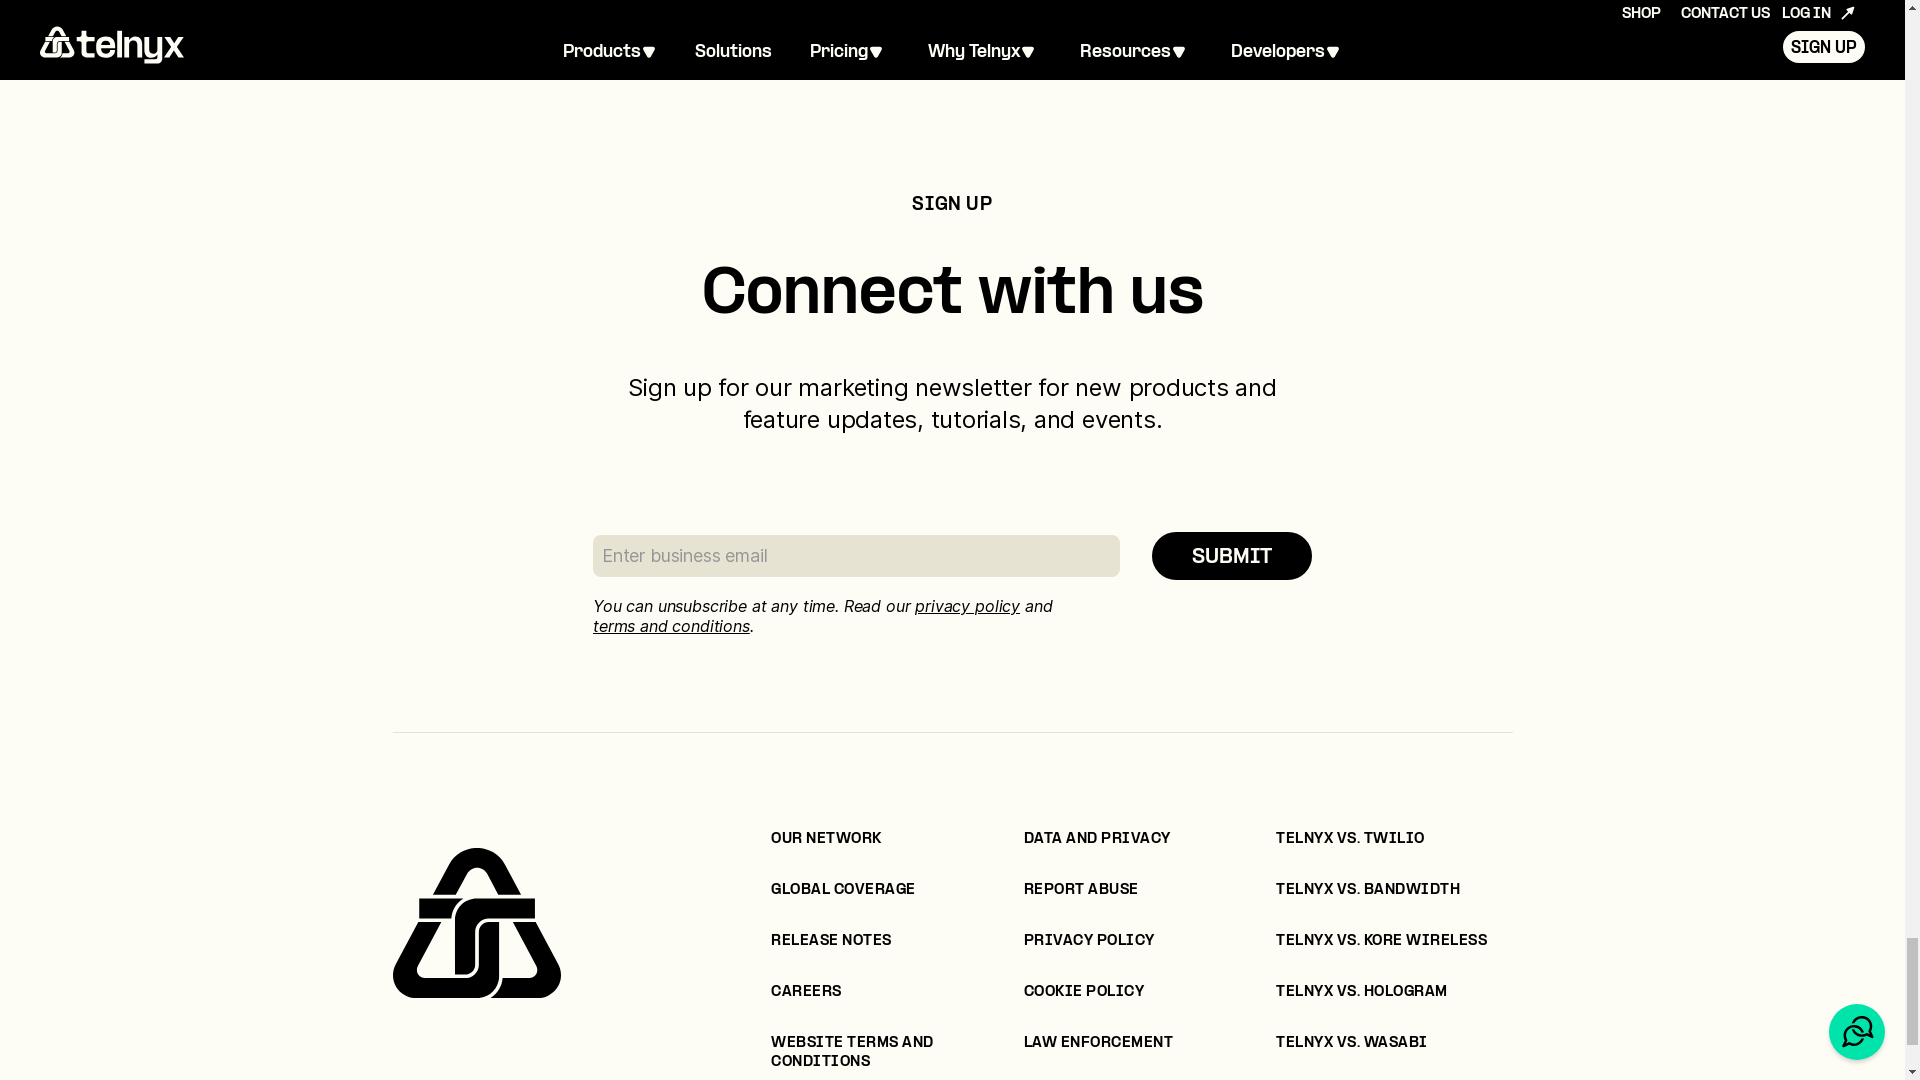 SHOP CONTACT US LOG IN
telnyx
Products Solutions Pricing Why Telnyx Resources Developers
SIGN UP
SIGN UP
Connect with us
Sign up for our marketing newsletter for new products and
feature updates, tutorials, and events.
Enter business email
SUBMIT
You can unsubscribe at any time. Read our privacy policy and
terms and conditions.
OUR NETWORK
GLOBAL COVERAGE
RELEASE NOTES
CAREERS
WEBSITE TERMS AND
CONDITIONS
DATA AND PRIVACY
REPORT ABUSE
PRIVACY POLICY
COOKIE POLICY
LAW ENFORCEMENT
TELNYX VS. TWILIO
TELNYX VS. BANDWIDTH
TELNYX VS. KORE WIRELESS
TELNYX VS. HOLOGRAM
TELNYX VS. WASABI